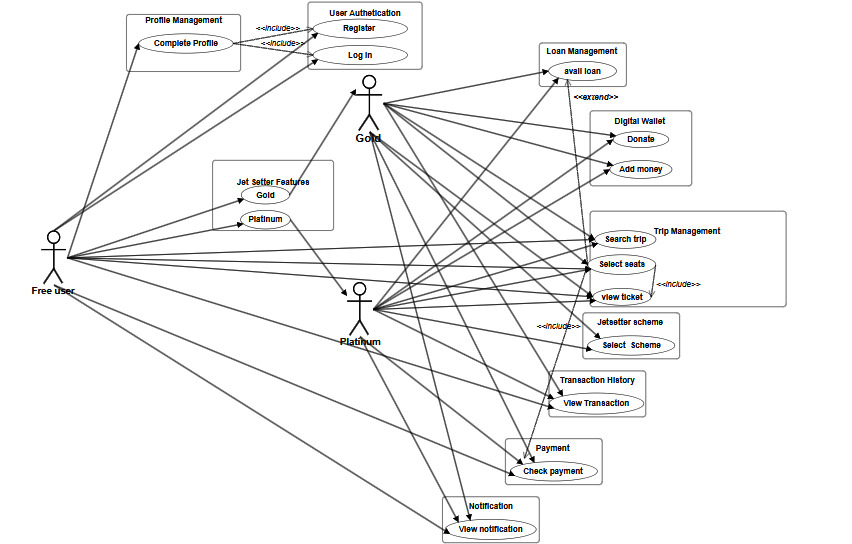 Profile Management
Complete Profile
<<include>>
<<include>>
User Authetication
Register
Log In
Gold
Loan Management
avail loan
<<extend>>
Digital Wallet
Donate
Add money
Jet Setter Features
Gold
Platinum
Free user
Platinum
Search trip
Trip Management
Select seats
<<include>>
view ticket
<<include>>
Jetsetter scheme
Select Scheme
Transaction History
View Transaction
Payment
Check payment
Notification
View notification